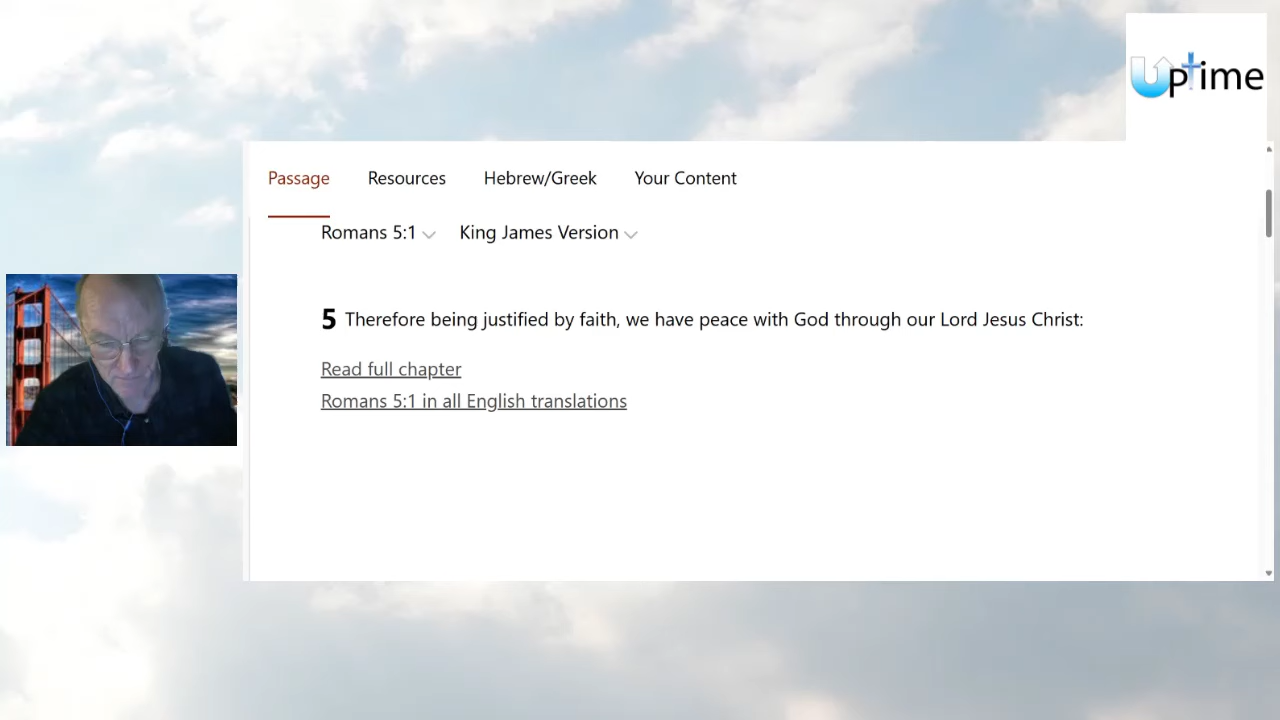 Uptime
Passage Resources Hebrew/Greek Your Content
Romans 5:1 King James Version
5 Therefore being justified by faith, we have peace with God through our Lord Jesus Christ:
Read full chapter
Romans 5:1 in all English translations